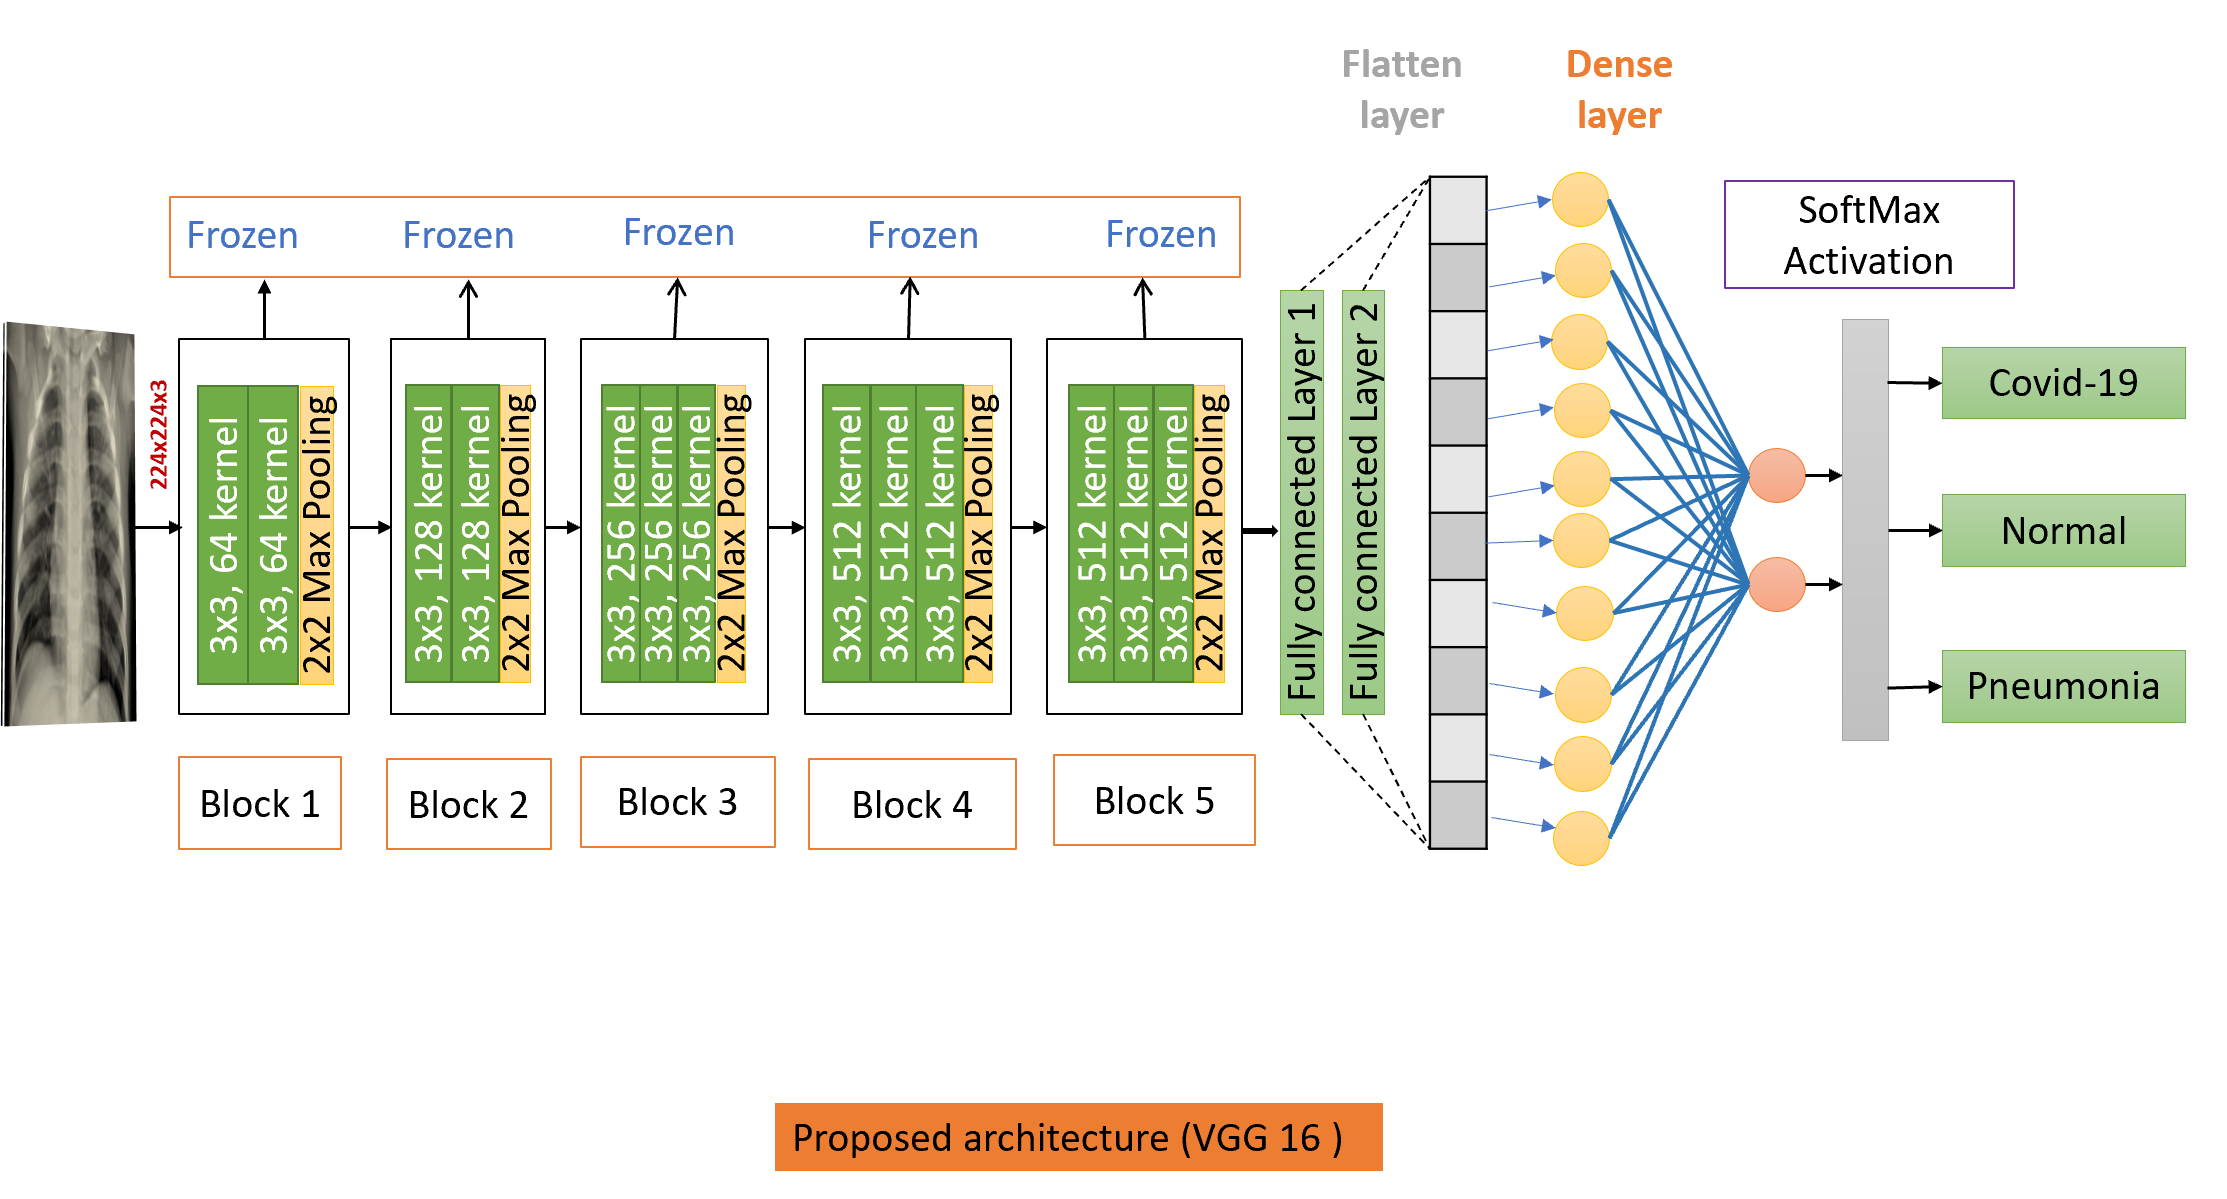 Flatten
layer
Dense
layer
Frozen
Frozen
Frozen
Frozen
Frozen
SoftMax
Activation
224x224x3
3x3, 64 kernel
3x3, 64 kernel
2x2 Max Pooling
3x3, 128 kernel
3x3, 128 kernel
2x2 Max Pooling
3x3, 256 kernel
3x3, 256 kernel
3x3, 256 kernel
2x2 Max Pooling
3x3, 512 kernel
3x3, 512 kernel
3x3, 512 kernel
2x2 Max Pooling
3x3, 512 kernel
3x3, 512 kernel
3x3, 512 kernel
2x2 Max Pooling
Fully connected Layer 1
Fully connected Layer 2
Covid-19
Normal
Pneumonia
Block 1
Block 2
Block 3
Block 4
Block 5
Proposed architecture (VGG 16 )